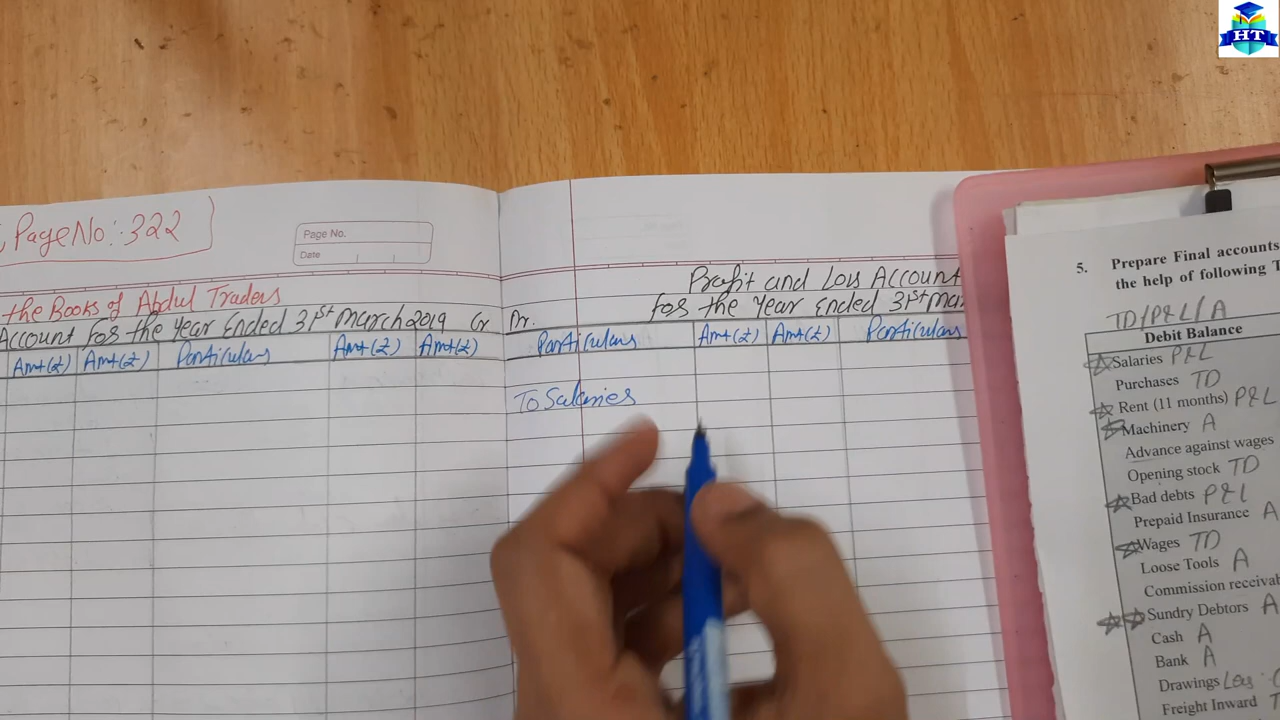 HT
Page No: 322
Page No.
Date
the Books of Abdul Traders
Account for the Year Ended 31st March 2019 Cr
Amt(₹) Amt(₹) Particulars Amt(₹) Amt(₹)
Profit and Loss Account
for the Year Ended 31st Mar
Dr.
Particulars Amt(₹) Amt(₹) Particulars
To Salaries
5. Prepare Final accounts
the help of following T
TD/P&L/A
Debit Balance
Salaries P&L
Purchases TD
Rent (11 months) P&L
Machinery A
Advance against wages
Opening stock TD
Bad debts P&L
Prepaid Insurance A
Wages TD
Loose Tools A
Commission receivab
Sundry Debtors A
Cash A
Bank A
Drawings Less:
Freight Inward T